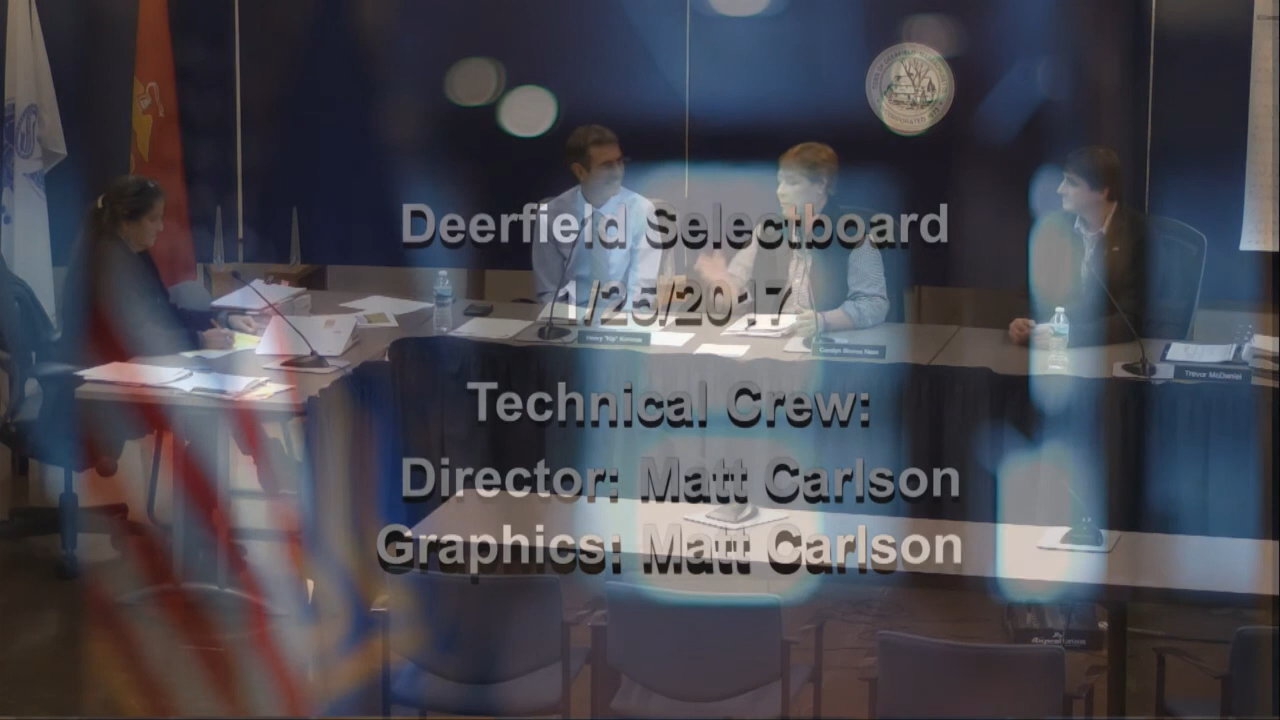 Deerfield Selectboard
1/25/2017
Technical Crew:
Director: Matt Carlson
Graphics: Matt Carlson
Trevor McDaniel